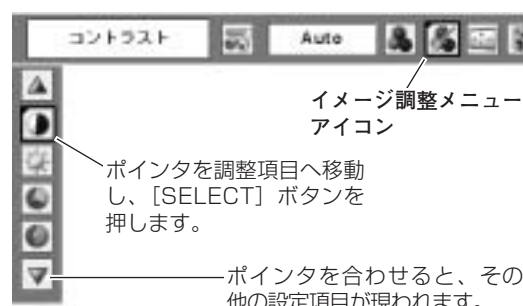 コントラスト
Auto
イメージ調整メニュー
アイコン
ポインタを調整項目へ移動
し、［SELECT］ボタンを
押します。
ポインタを合わせると、その
他の設定項目が現われます。